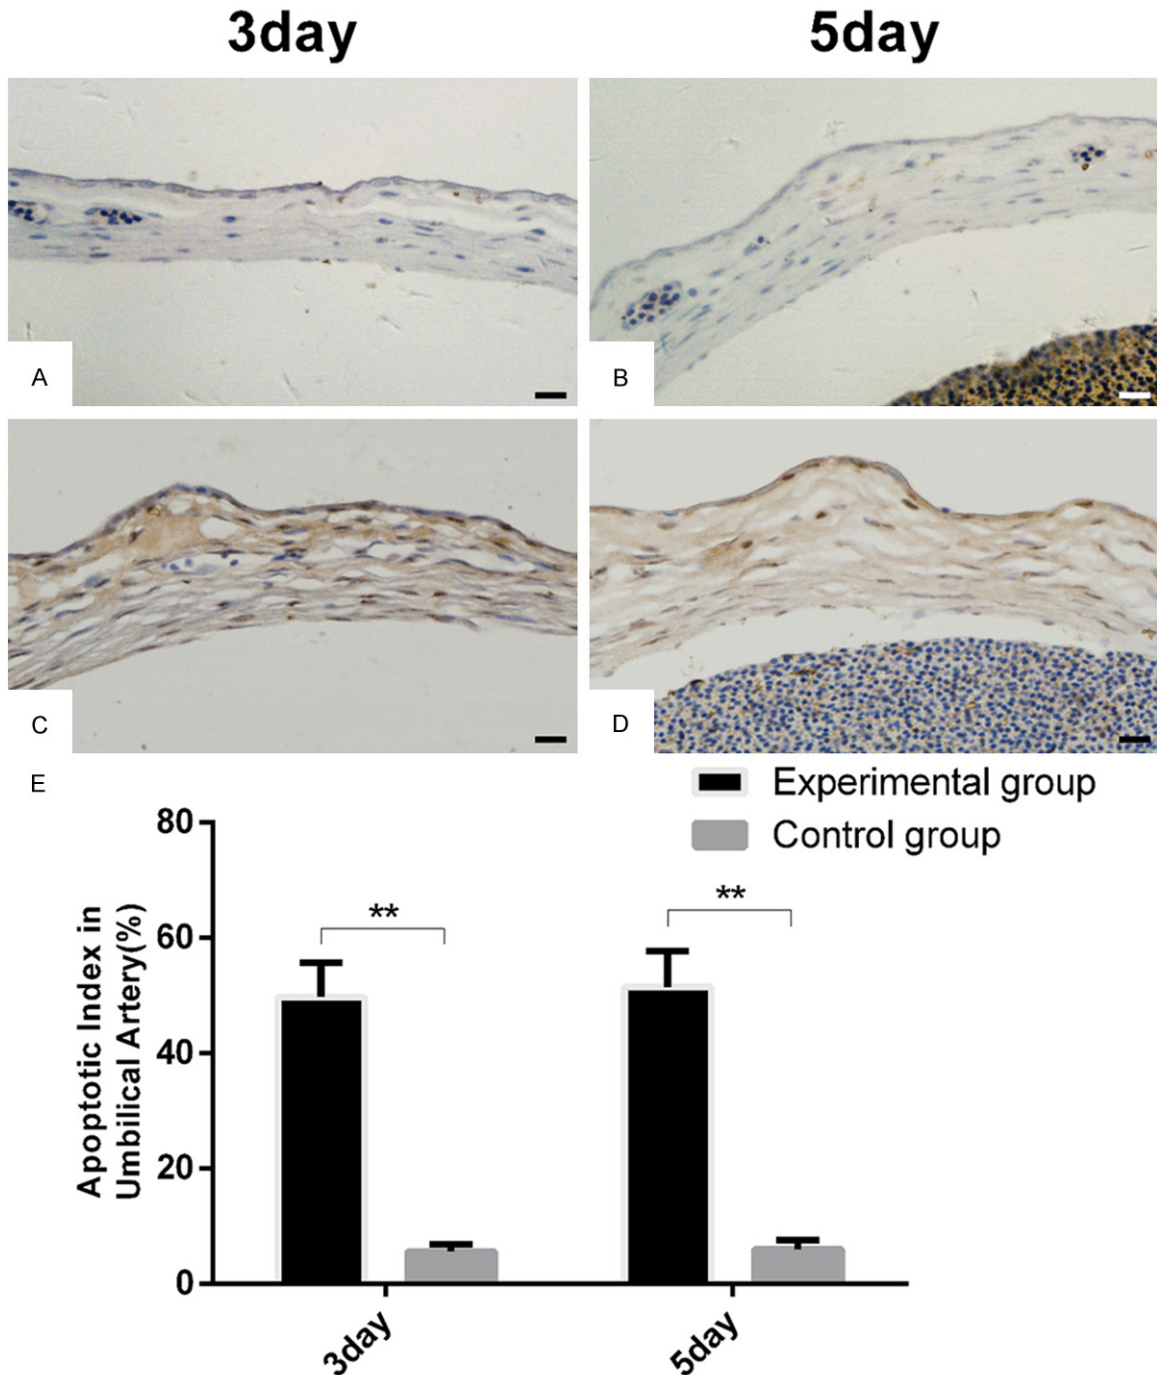 3day 5day
A
B
C
D
E
Experimental group
Control group
Apoptotic Index in
Umbilical Artery(%)
80
60
40
20
0
**
**
3day
5day